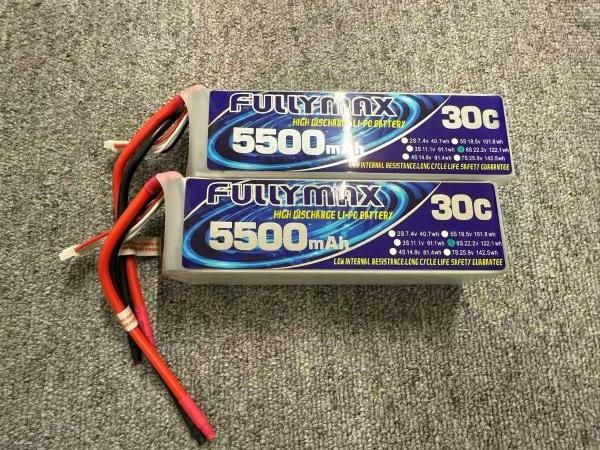 FULLYMAX
HIGH DISCHARGE LI-PO BATTERY
30C
5500mAh
2S 7.4v 40.7wh 5S 18.5v 101.8wh
3S 11.1v 61.1wh 6S 22.2v 122.1wh
4S 14.8v 81.4wh 7S 25.9v 142.5wh
LOW INTERNAL RESISTANCE,LONG CYCLE LIFE SAFETY GUARANTEE
FULLYMAX
HIGH DISCHARGE LI-PO BATTERY
30C
5500mAh
2S 7.4v 40.7wh 5S 18.5v 101.8wh
3S 11.1v 61.1wh 6S 22.2v 122.1wh
4S 14.8v 81.4wh 7S 25.9v 142.5wh
LOW INTERNAL RESISTANCE,LONG CYCLE LIFE SAFETY GUARANTEE